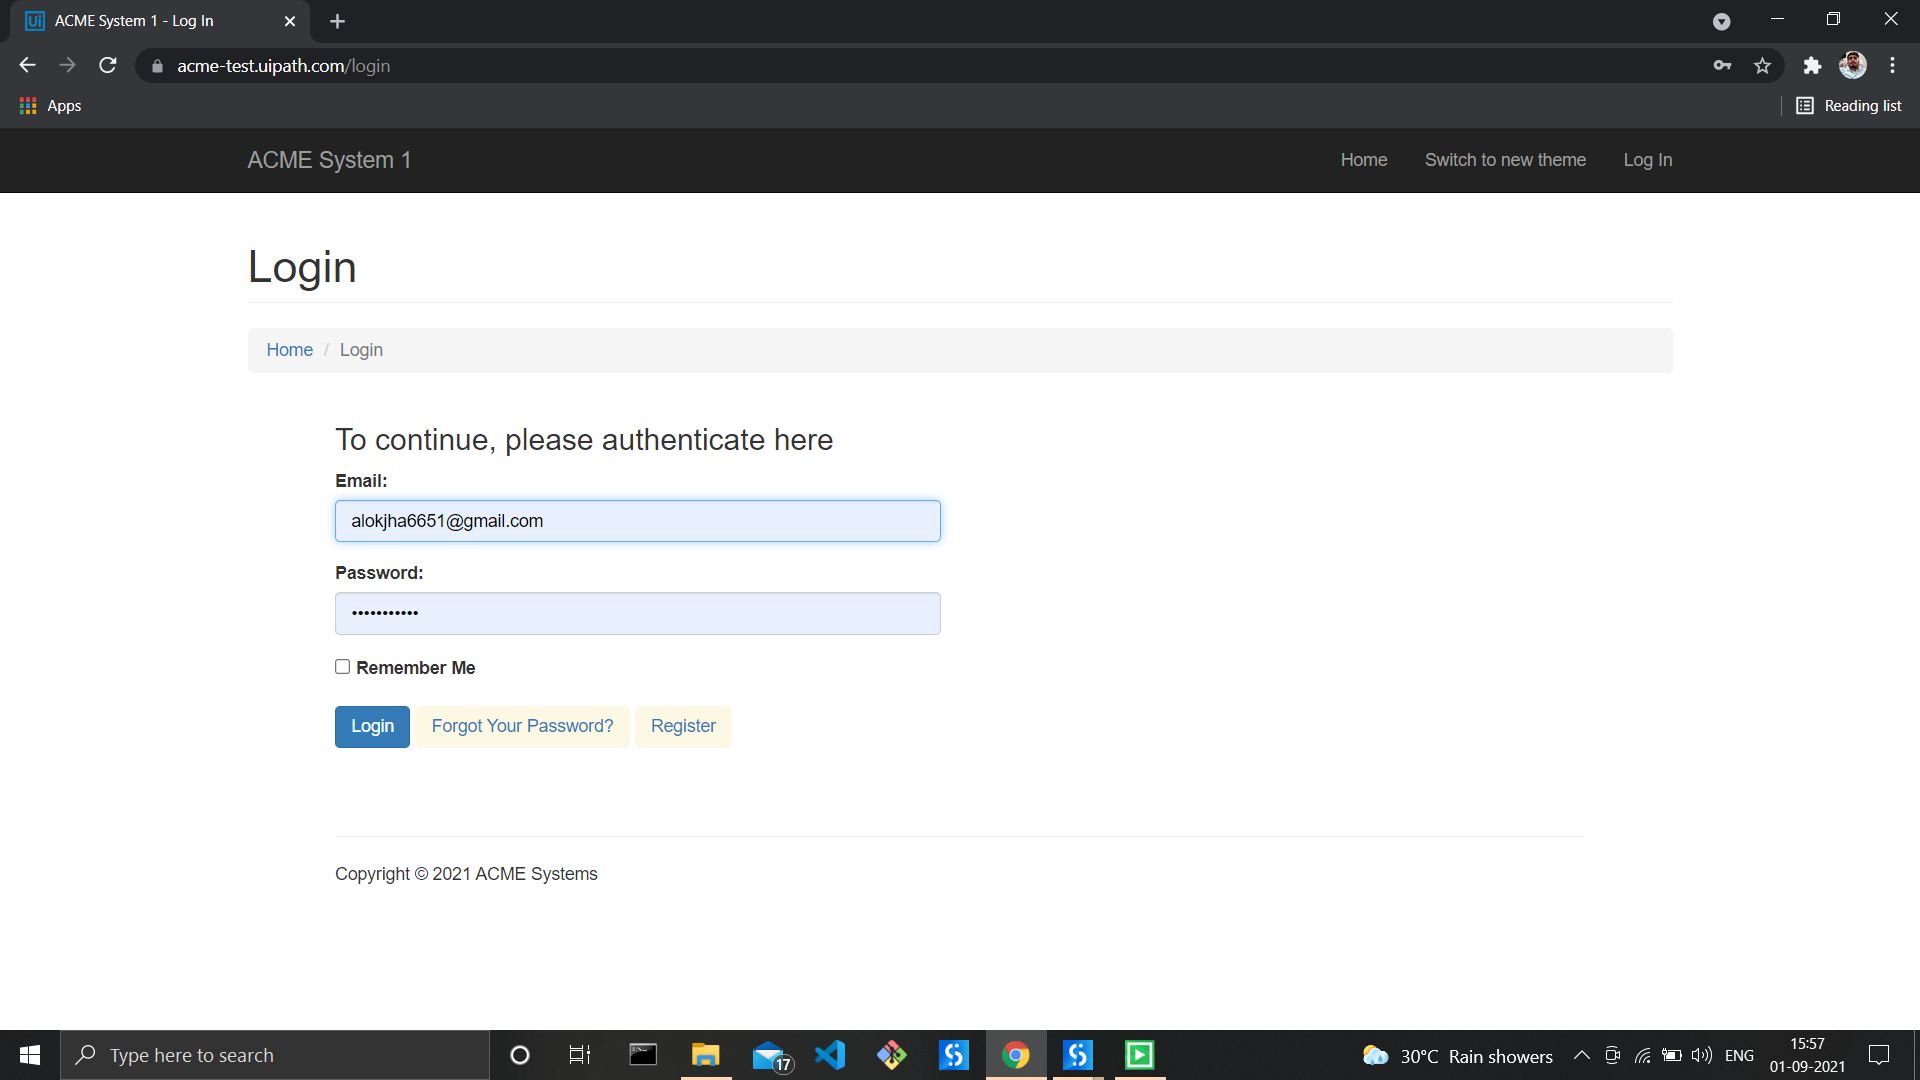 ACME System 1 - Log In
acme-test.uipath.com/login
Apps
Reading list
ACME System 1
Home
Switch to new theme
Log In
Login
Home / Login
To continue, please authenticate here
Email:
alokjha6651@gmail.com
Password:
•••••••••••
Remember Me
Login
Forgot Your Password?
Register
Copyright © 2021 ACME Systems
Type here to search
17
30°C Rain showers
ENG
15:57
01-09-2021